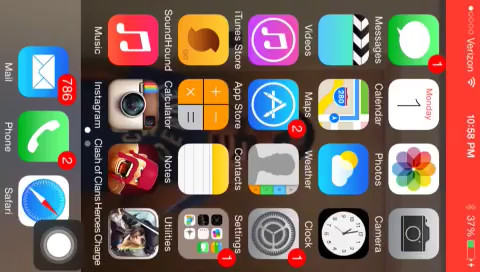 Verizon 10:58 PM 37%
1
Monday
1
Messages Calendar Photos Camera
280
Videos Maps Weather Clock
2 1
iTunes Store App Store Contacts Settings
1
SoundHound Calculator Notes Utilities
Music Instagram Clash of Clans Heroes Charge
786 2
Mail Phone Safari